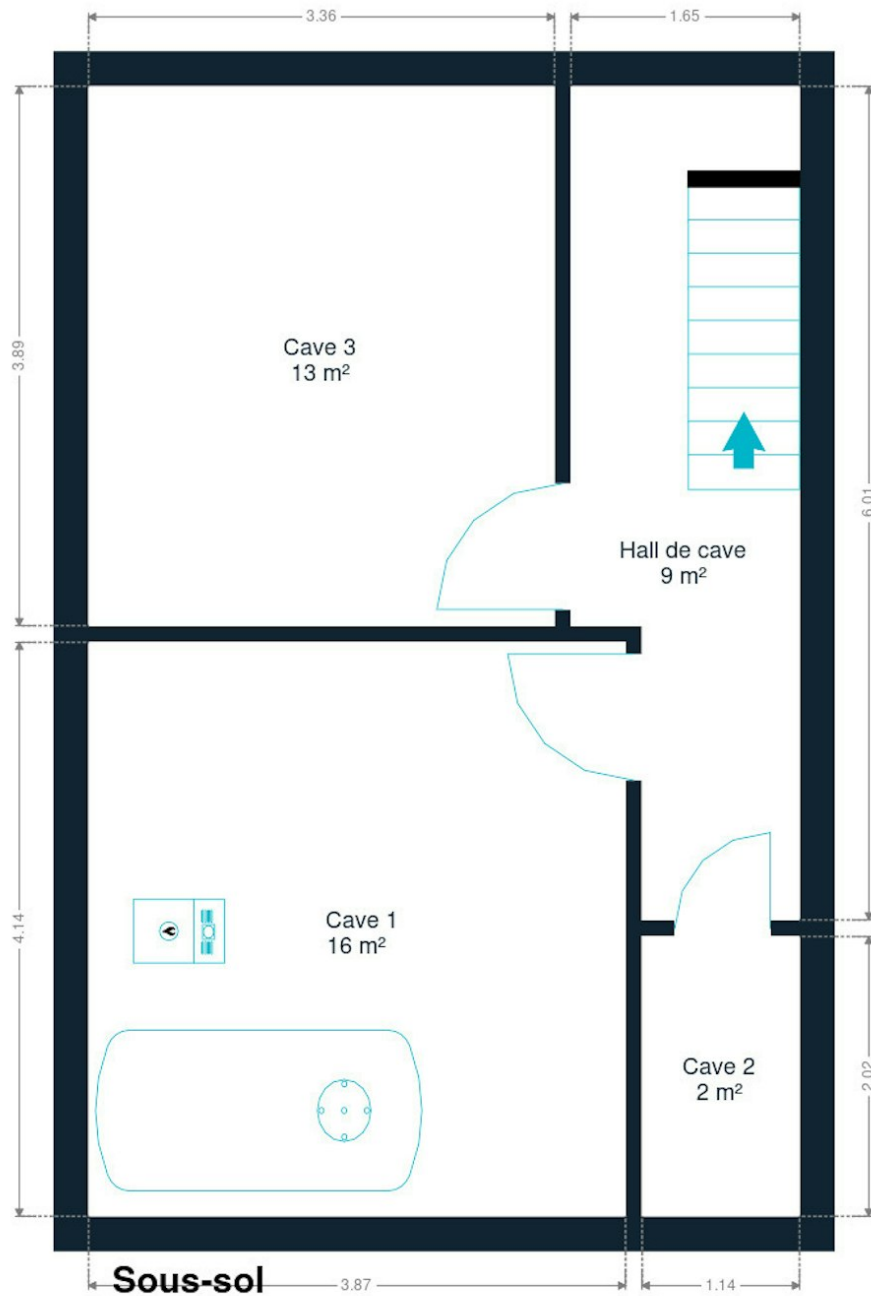 3.36
1.65
3.89
Cave 3
13 m²
6.01
Hall de cave
9 m²
4.14
Cave 1
16 m²
Cave 2
2 m²
2.02
Sous-sol
3.87
1.14